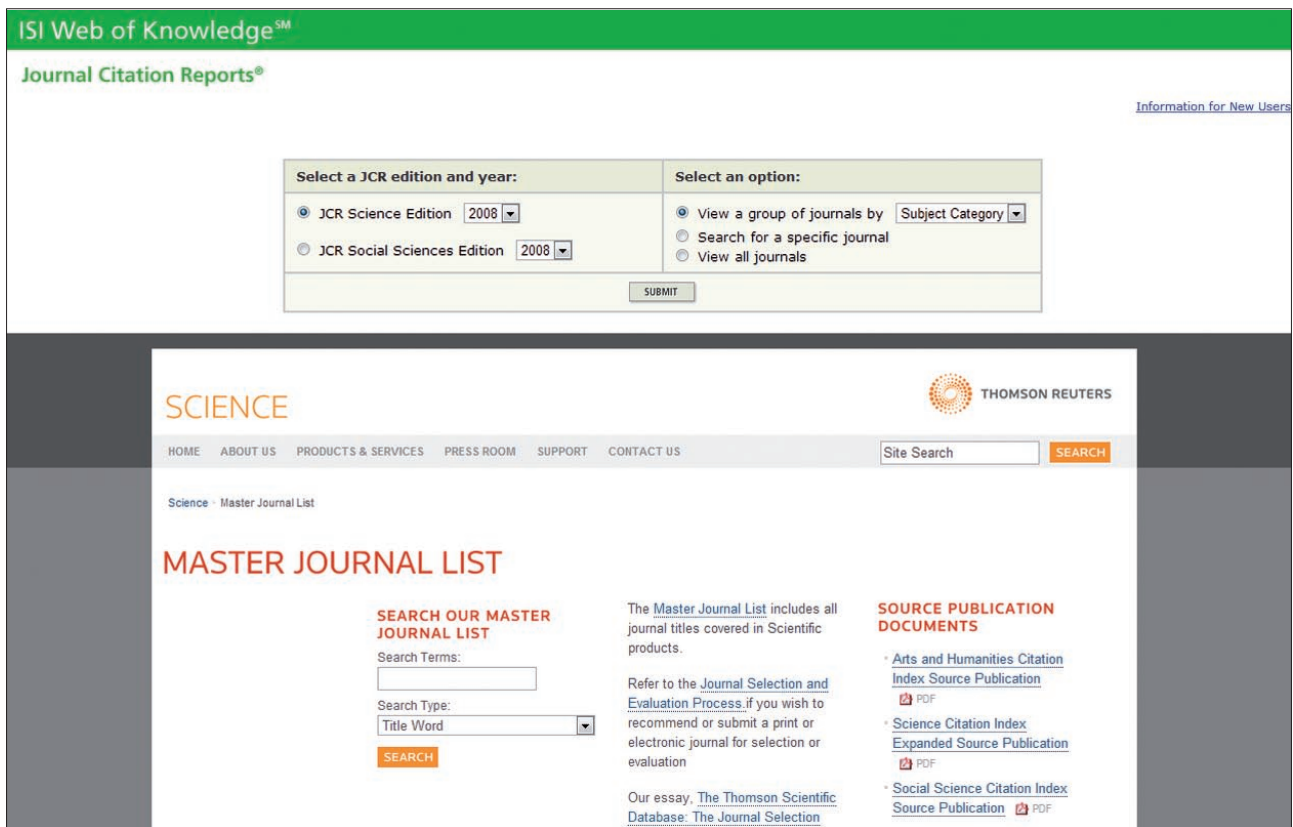 ISI Web of Knowledge℠
Journal Citation Reports®
Information for New Users
Select a JCR edition and year:
JCR Science Edition 2008
JCR Social Sciences Edition 2008
Select an option:
View a group of journals by Subject Category
Search for a specific journal
View all journals
SUBMIT
SCIENCE
THOMSON REUTERS
HOME ABOUT US PRODUCTS & SERVICES PRESS ROOM SUPPORT CONTACT US
Site Search SEARCH
Science · Master Journal List
MASTER JOURNAL LIST
SEARCH OUR MASTER
JOURNAL LIST
Search Terms:
Search Type:
Title Word
SEARCH
The Master Journal List includes all
journal titles covered in Scientific
products.
Refer to the Journal Selection and
Evaluation Process.if you wish to
recommend or submit a print or
electronic journal for selection or
evaluation
Our essay, The Thomson Scientific
Database: The Journal Selection
SOURCE PUBLICATION
DOCUMENTS
Arts and Humanities Citation
Index Source Publication
PDF
Science Citation Index
Expanded Source Publication
PDF
Social Science Citation Index
Source Publication PDF